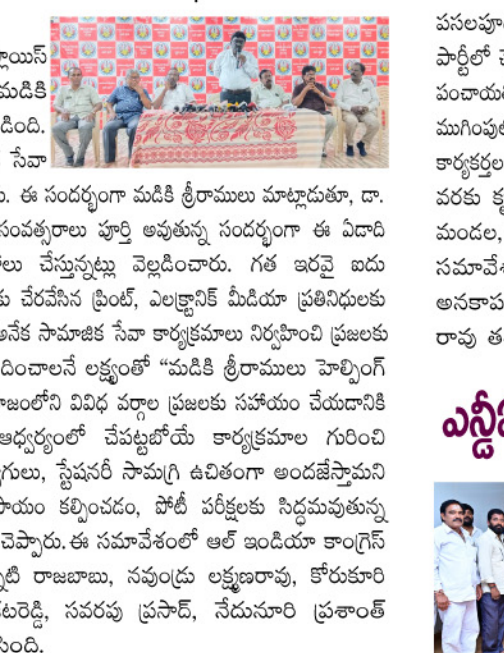 స్టాయిస్
మడికి
డింది.
సేవా
ఈ సందర్భంగా మడికి శ్రీరాములు మాట్లాడుతూ, డా.
సంవత్సరాలు పూర్తి అవుతున్న సందర్భంగా ఈ ఏడాది
చేస్తున్నట్లు వెల్లడించారు. గత ఇరవై ఐదు
చేరవేసిన ప్రింట్, ఎలక్ట్రానిక్ మీడియా ప్రతినిధులకు
అనేక సామాజిక సేవా కార్యక్రమాలు నిర్వహించి ప్రజలకు
దించాలనే లక్ష్యంతో “మడికి శ్రీరాములు హెల్పింగ్
జంలోని వివిధ వర్గాల ప్రజలకు సహాయం చేయడానికి
ఆధ్వర్యంలో చేపట్టబోయే కార్యక్రమాల గురించి
గులు, స్టేషనరీ సామగ్రి ఉచితంగా అందజేస్తామని
పాయం కల్పించడం, పోటీ పరీక్షలకు సిద్ధమవుతున్న
చెప్పారు.ఈ సమావేశంలో ఆల్ ఇండియా కాంగ్రెస్
టి రాజబాబు, నవుండ్రు లక్ష్మణరావు, కోరుకూరి
టరెడ్డి, సవరపు ప్రసాద్, నేదునూరి ప్రశాంత్
సింది.
పసలపూ
పార్టీలో
పంచాయ
ముగింపు
కార్యకర్తల
వరకు
మండల,
సమావేశ
అనకాప
రావు త
ఎన్డీ